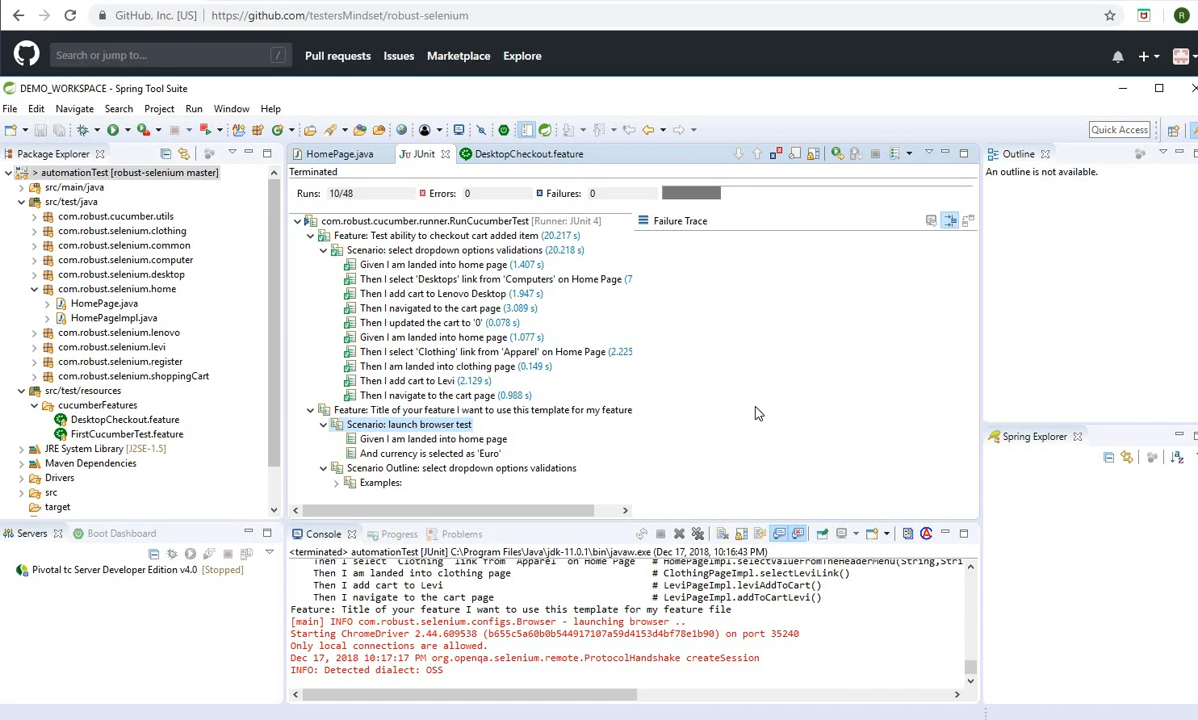 GitHub, Inc. [US] https://github.com/testersMindset/robust-selenium
R
Search or jump to... / Pull requests Issues Marketplace Explore
DEMO_WORKSPACE - Spring Tool Suite
File Edit Navigate Search Project Run Window Help
Quick Access
Package Explorer
HomePage.java JUnit DesktopCheckout.feature
Outline
automationTest [robust-selenium master]
src/main/java
src/test/java
com.robust.cucumber.utils
com.robust.selenium.clothing
com.robust.selenium.common
com.robust.selenium.computer
com.robust.selenium.desktop
com.robust.selenium.home
HomePage.java
HomePageImpl.java
com.robust.selenium.lenovo
com.robust.selenium.levi
com.robust.selenium.register
com.robust.selenium.shoppingCart
src/test/resources
cucumberFeatures
DesktopCheckout.feature
FirstCucumberTest.feature
JRE System Library [J2SE-1.5]
Maven Dependencies
Drivers
src
target
Terminated
Runs: 10/48 Errors: 0 Failures: 0
com.robust.cucumber.runner.RunCucumberTest [Runner: JUnit 4]
Feature: Test ability to checkout cart added item (20.217 s)
Scenario: select dropdown options validations (20.218 s)
Given I am landed into home page (1.407 s)
Then I select 'Desktops' link from 'Computers' on Home Page (7
Then I add cart to Lenovo Desktop (1.947 s)
Then I navigated to the cart page (3.089 s)
Then I updated the cart to '0' (0.078 s)
Given I am landed into home page (1.077 s)
Then I select 'Clothing' link from 'Apparel' on Home Page (2.225
Then I am landed into clothing page (0.149 s)
Then I add cart to Levi (2.129 s)
Then I navigate to the cart page (0.988 s)
Feature: Title of your feature I want to use this template for my feature
Scenario: launch browser test
Given I am landed into home page
And currency is selected as 'Euro'
Scenario Outline: select dropdown options validations
Examples:
Failure Trace
An outline is not available.
Spring Explorer
Servers Boot Dashboard
Pivotal tc Server Developer Edition v4.0 [Stopped]
Console Progress Problems
<terminated> automationTest [JUnit] C:\Program Files\Java\jdk-11.0.1\bin\javaw.exe (Dec 17, 2018, 10:16:43 PM)
Then I select 'Clothing' link from 'Apparel' on Home Page # HomePageImpl.selectValueFromTheHeaderMenu(String,Stri
Then I am landed into clothing page # ClothingPageImpl.selectLeviLink()
Then I add cart to Levi # LeviPageImpl.leviAddToCart()
Then I navigate to the cart page # LeviPageImpl.addToCartLevi()
Feature: Title of your feature I want to use this template for my feature file
[main] INFO com.robust.selenium.configs.Browser - launching browser ..
Starting ChromeDriver 2.44.609538 (b655c5a60b0b544917107a59d4153d4bf78e1b90) on port 35240
Only local connections are allowed.
Dec 17, 2018 10:17:17 PM org.openqa.selenium.remote.ProtocolHandshake createSession
INFO: Detected dialect: OSS